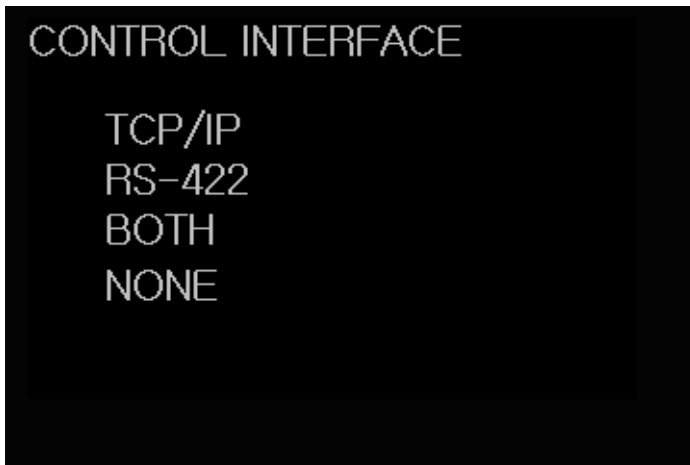 CONTROL INTERFACE
TCP/IP
RS-422
BOTH
NONE